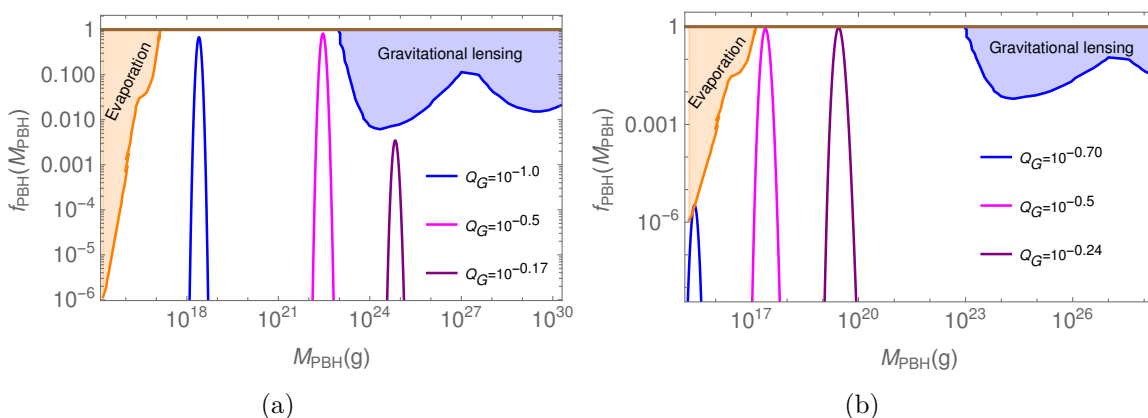 1
0.100
0.010
0.001
10^-4
10^-5
10^-6
f_PBH(M_PBH)
Evaporation
Gravitational lensing
Q_G=10^-1.0
Q_G=10^-0.5
Q_G=10^-0.17
10^18 10^21 10^24 10^27 10^30
M_PBH(g)
(a)
1
0.001
10^-6
f_PBH(M_PBH)
Evaporation
Gravitational lensing
Q_G=10^-0.70
Q_G=10^-0.5
Q_G=10^-0.24
10^17 10^20 10^23 10^26
M_PBH(g)
(b)